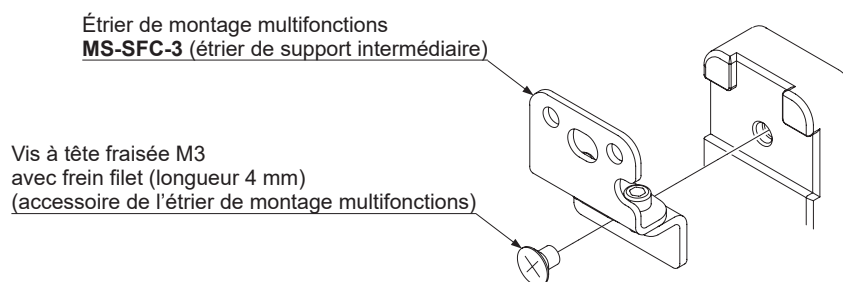 Étrier de montage multifonctions
MS-SFC-3 (étrier de support intermédiaire)
Vis à tête fraisée M3
avec frein filet (longueur 4 mm)
(accessoire de l’étrier de montage multifonctions)